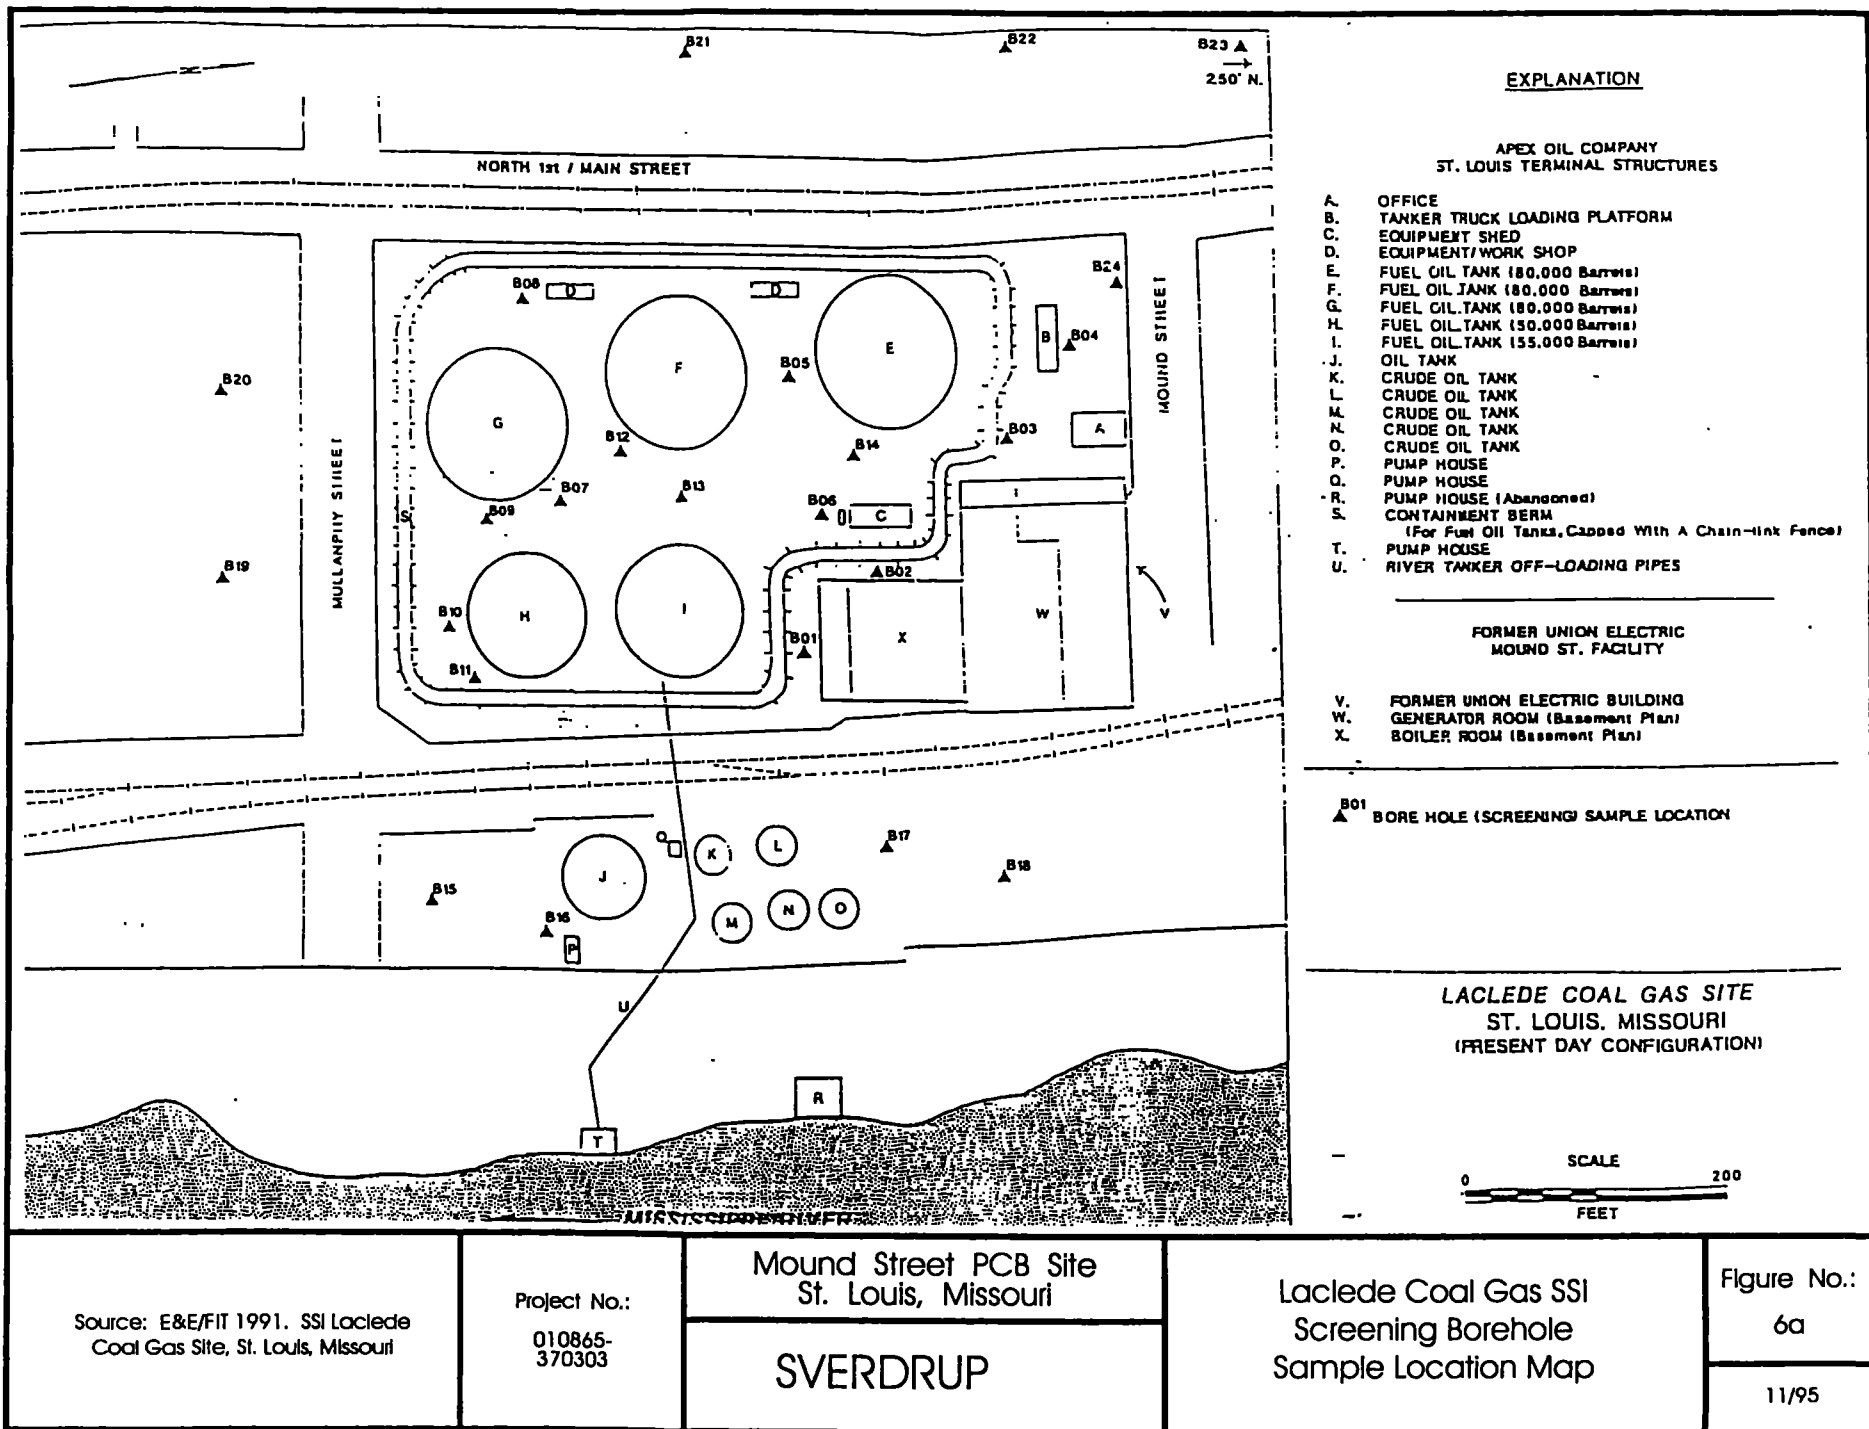 B21
B22
B23
250' N.
NORTH 1st / MAIN STREET
B08
D
D
B24
MOUND STREET
B
B04
E
F
B05
G
B20
B12
B14
B03
A
MULLANPHY STREET
B07
B13
B09
S
B06
C
I
B02
B19
B10
H
I
B01
X
W
V
B11
Q
K
L
B17
J
B18
B15
B16
M
N
O
P
U
R
T
MISSISSIPPI RIVER
EXPLANATION
APEX OIL COMPANY
ST. LOUIS TERMINAL STRUCTURES
A. OFFICE
B. TANKER TRUCK LOADING PLATFORM
C. EQUIPMENT SHED
D. EQUIPMENT/WORK SHOP
E. FUEL OIL TANK (80,000 Barrels)
F. FUEL OIL TANK (80,000 Barrels)
G. FUEL OIL TANK (80,000 Barrels)
H. FUEL OIL TANK (50,000 Barrels)
I. FUEL OIL TANK (55,000 Barrels)
J. OIL TANK
K. CRUDE OIL TANK
L. CRUDE OIL TANK
M. CRUDE OIL TANK
N. CRUDE OIL TANK
O. CRUDE OIL TANK
P. PUMP HOUSE
Q. PUMP HOUSE
R. PUMP HOUSE (Abandoned)
S. CONTAINMENT BERM
(For Fuel Oil Tanks, Capped With A Chain-link Fence)
T. PUMP HOUSE
U. RIVER TANKER OFF-LOADING PIPES
FORMER UNION ELECTRIC
MOUND ST. FACILITY
V. FORMER UNION ELECTRIC BUILDING
W. GENERATOR ROOM (Basement Plan)
X. BOILER ROOM (Basement Plan)
B01 BORE HOLE (SCREENING) SAMPLE LOCATION
LACLEDE COAL GAS SITE
ST. LOUIS, MISSOURI
(PRESENT DAY CONFIGURATION)
SCALE
0 200
FEET
Source: E&E/FIT 1991. SSI Laclede
Coal Gas Site, St. Louis, Missouri
Project No.:
010865-
370303
Mound Street PCB Site
St. Louis, Missouri
SVERDRUP
Laclede Coal Gas SSI
Screening Borehole
Sample Location Map
Figure No.:
6a
11/95